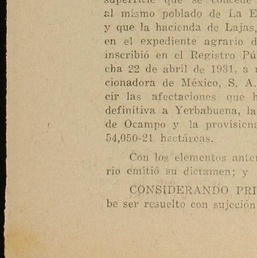 superficie que se concede
al mismo poblado de La E
y que la hacienda de Lajas,
en el expediente agrario d
inscribió en el Registro Pú
cha 22 de abril de 1931, a n
cionadora de México, S. A.
cir las afectaciones que h
definitiva a Yerbabuena, la
de Ocampo y la provisiona
54,050-21 hectáreas.
Con los elementos ante
rio emitió su dictamen; y
CONSIDERANDO PRI
be ser resuelto con sujeción